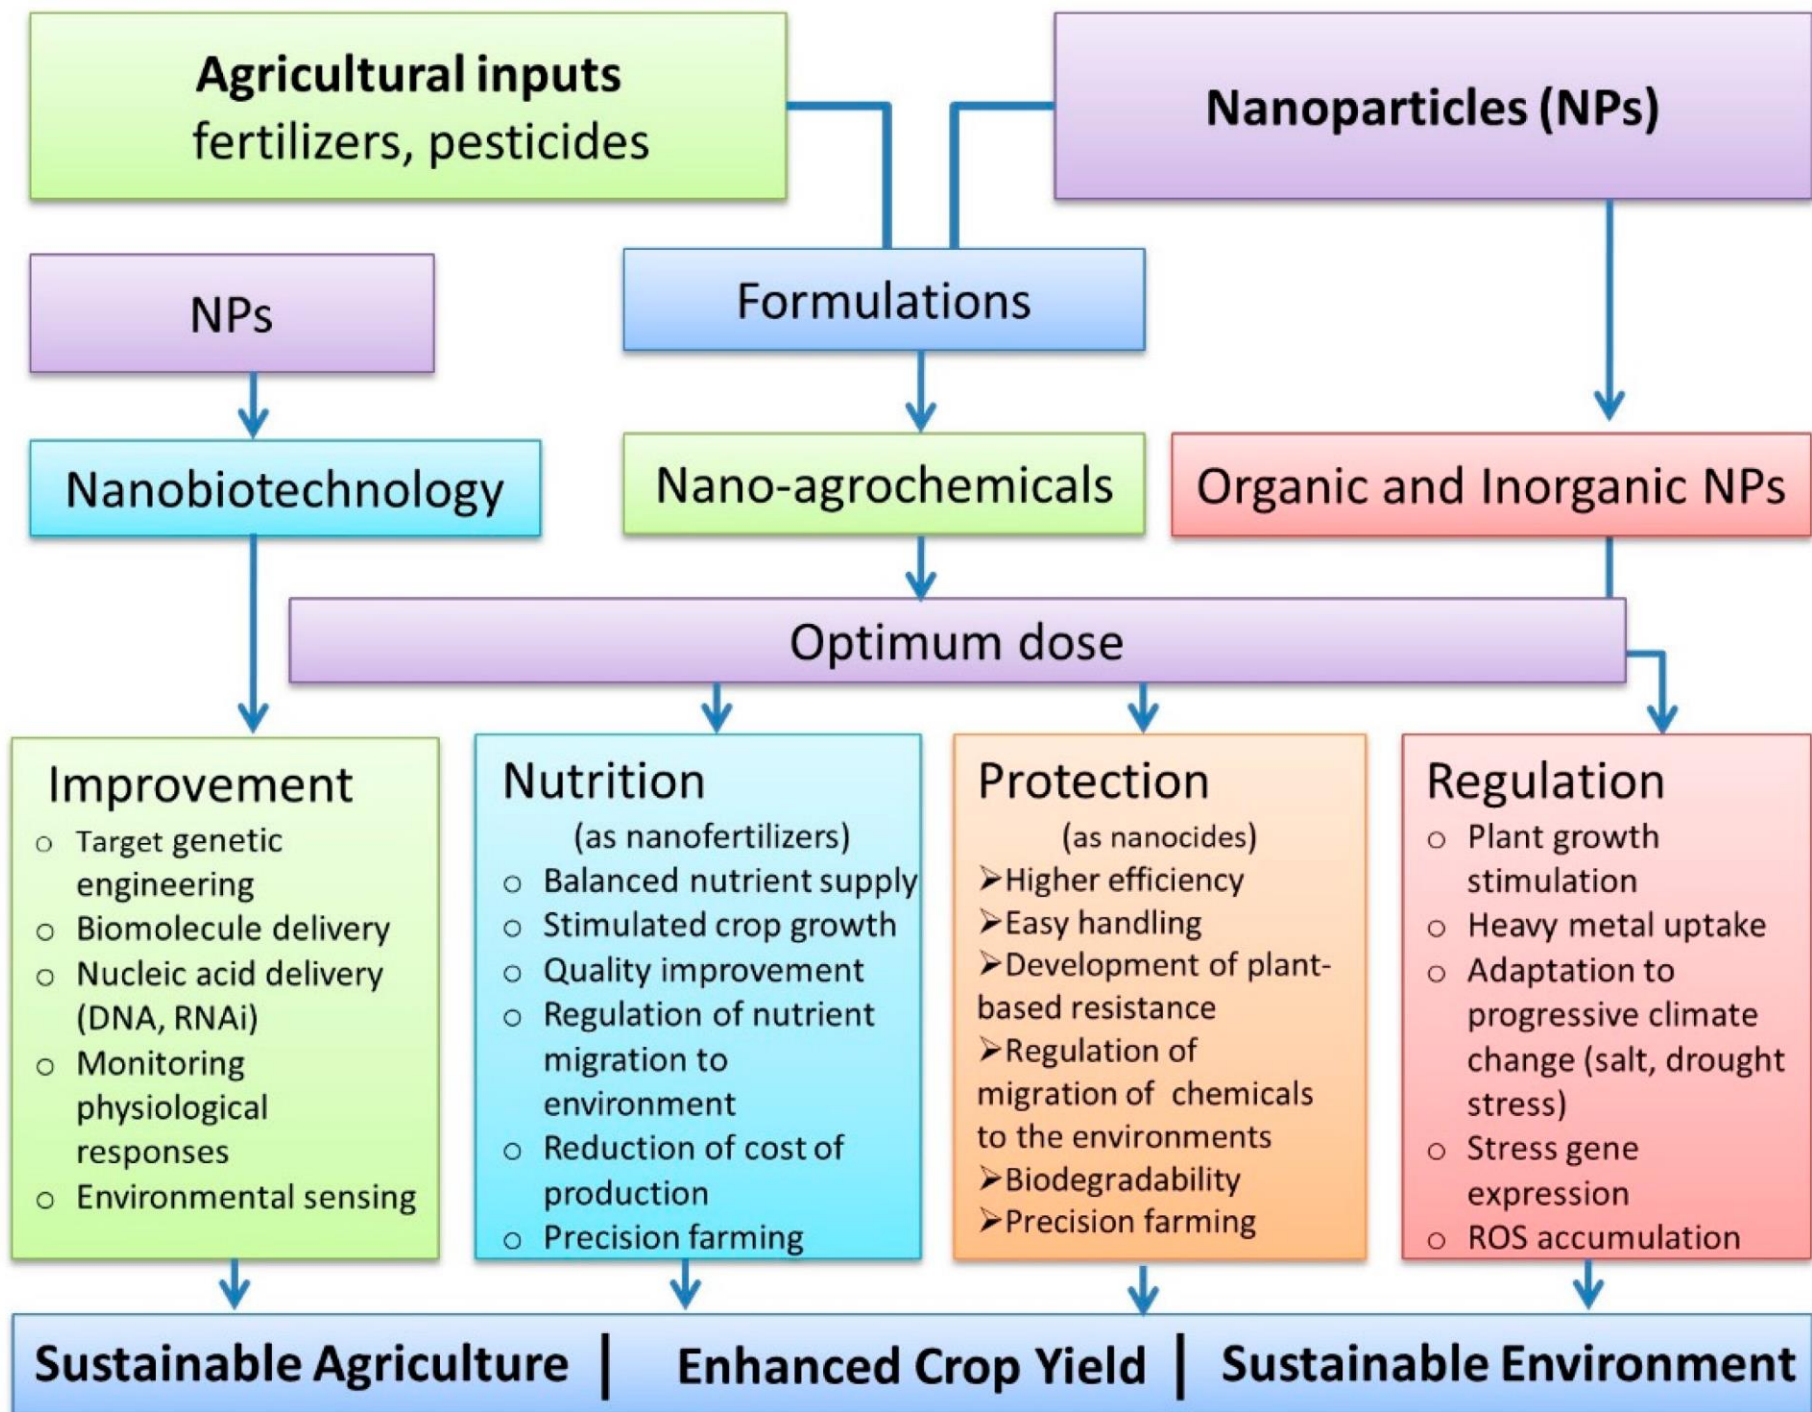 Agricultural inputs
fertilizers, pesticides
Nanoparticles (NPs)
NPs
Formulations
Nanobiotechnology
Nano-agrochemicals
Organic and Inorganic NPs
Optimum dose
Improvement
o Target genetic
engineering
o Biomolecule delivery
o Nucleic acid delivery
(DNA, RNAi)
o Monitoring
physiological
responses
o Environmental sensing
Nutrition
(as nanofertilizers)
o Balanced nutrient supply
o Stimulated crop growth
o Quality improvement
o Regulation of nutrient
migration to
environment
o Reduction of cost of
production
o Precision farming
Protection
(as nanocides)
➤Higher efficiency
➤Easy handling
➤Development of plant-
based resistance
➤Regulation of
migration of chemicals
to the environments
➤Biodegradability
➤Precision farming
Regulation
o Plant growth
stimulation
o Heavy metal uptake
o Adaptation to
progressive climate
change (salt, drought
stress)
o Stress gene
expression
o ROS accumulation
Sustainable Agriculture | Enhanced Crop Yield | Sustainable Environment